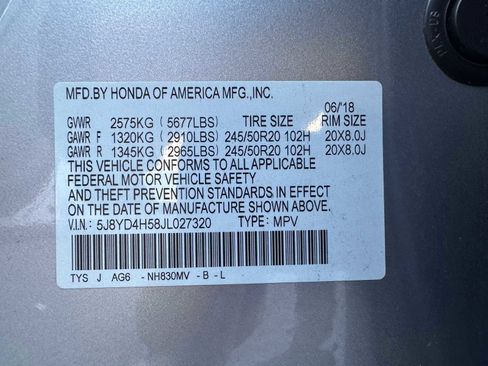 MFD.BY HONDA OF AMERICA MFG.,INC.
06/'18
GVWR 2575KG (5677LBS) TIRE SIZE RIM SIZE
GAWR F 1320KG (2910LBS) 245/50R20 102H 20X8.0J
GAWR R 1345KG (2965LBS) 245/50R20 102H 20X8.0J
THIS VEHICLE CONFORMS TO ALL APPLICABLE
FEDERAL MOTOR VEHICLE SAFETY
AND THEFT PREVENTION STANDARDS IN EFFECT
ON THE DATE OF MANUFACTURE SHOWN ABOVE.
V.I.N.: 5J8YD4H58JL027320 TYPE: MPV
TYS J AG6 -NH830MV -B -L